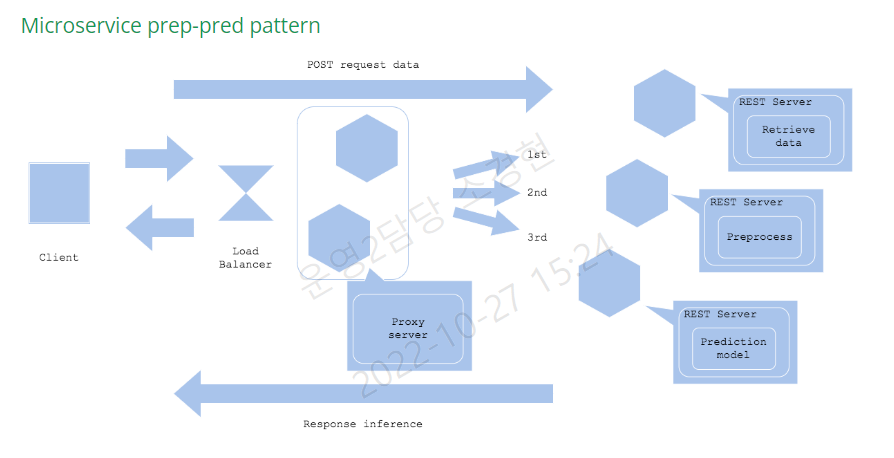 Microservice prep-pred pattern
POST request data
REST Server
Retrieve
data
1st
2nd
3rd
REST Server
Preprocess
Client
Load
Balancer
Proxy
server
REST Server
Prediction
model
Response inference
운영2담당 소경현
2022-10-27 15:24